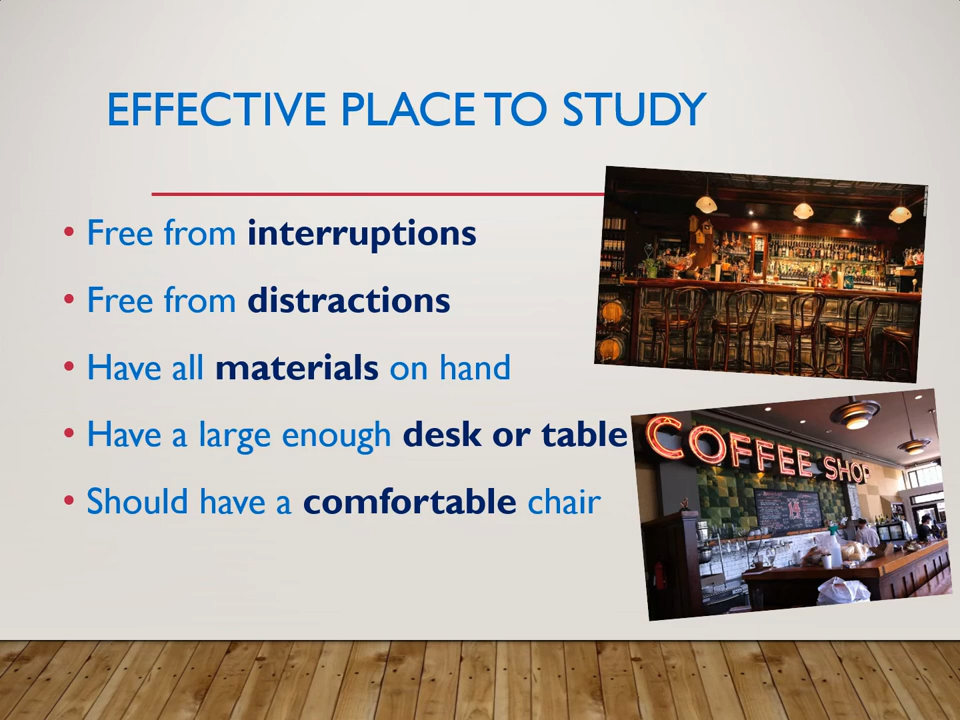 EFFECTIVE PLACE TO STUDY
• Free from interruptions
• Free from distractions
• Have all materials on hand
• Have a large enough desk or table
• Should have a comfortable chair
COFFEE SHOP